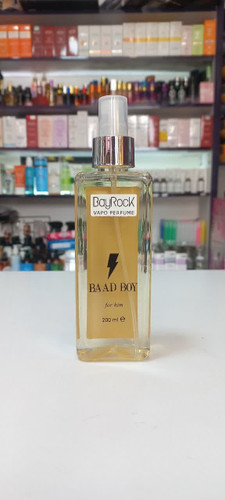 BayRocK
VAPO PERFUME
BAAD BOY
for him
200 ml ℮